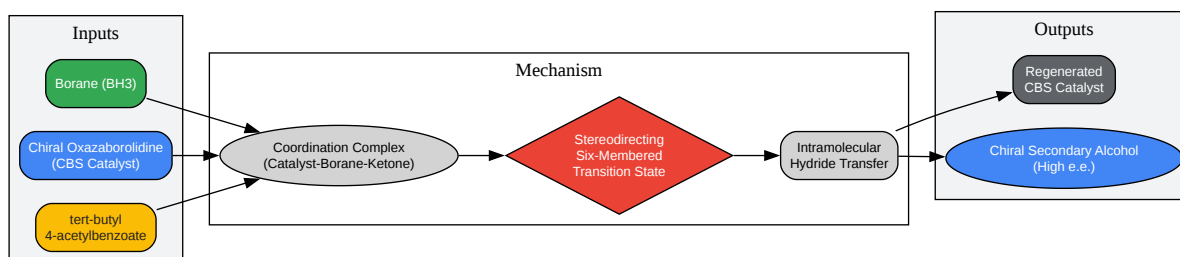 Inputs
Borane (BH3)
Chiral Oxazaborolidine
(CBS Catalyst)
tert-butyl
4-acetylbenzoate
Mechanism
Coordination Complex
(Catalyst-Borane-Ketone)
Stereodirecting
Six-Membered
Transition State
Intramolecular
Hydride Transfer
Outputs
Regenerated
CBS Catalyst
Chiral Secondary Alcohol
(High e.e.)